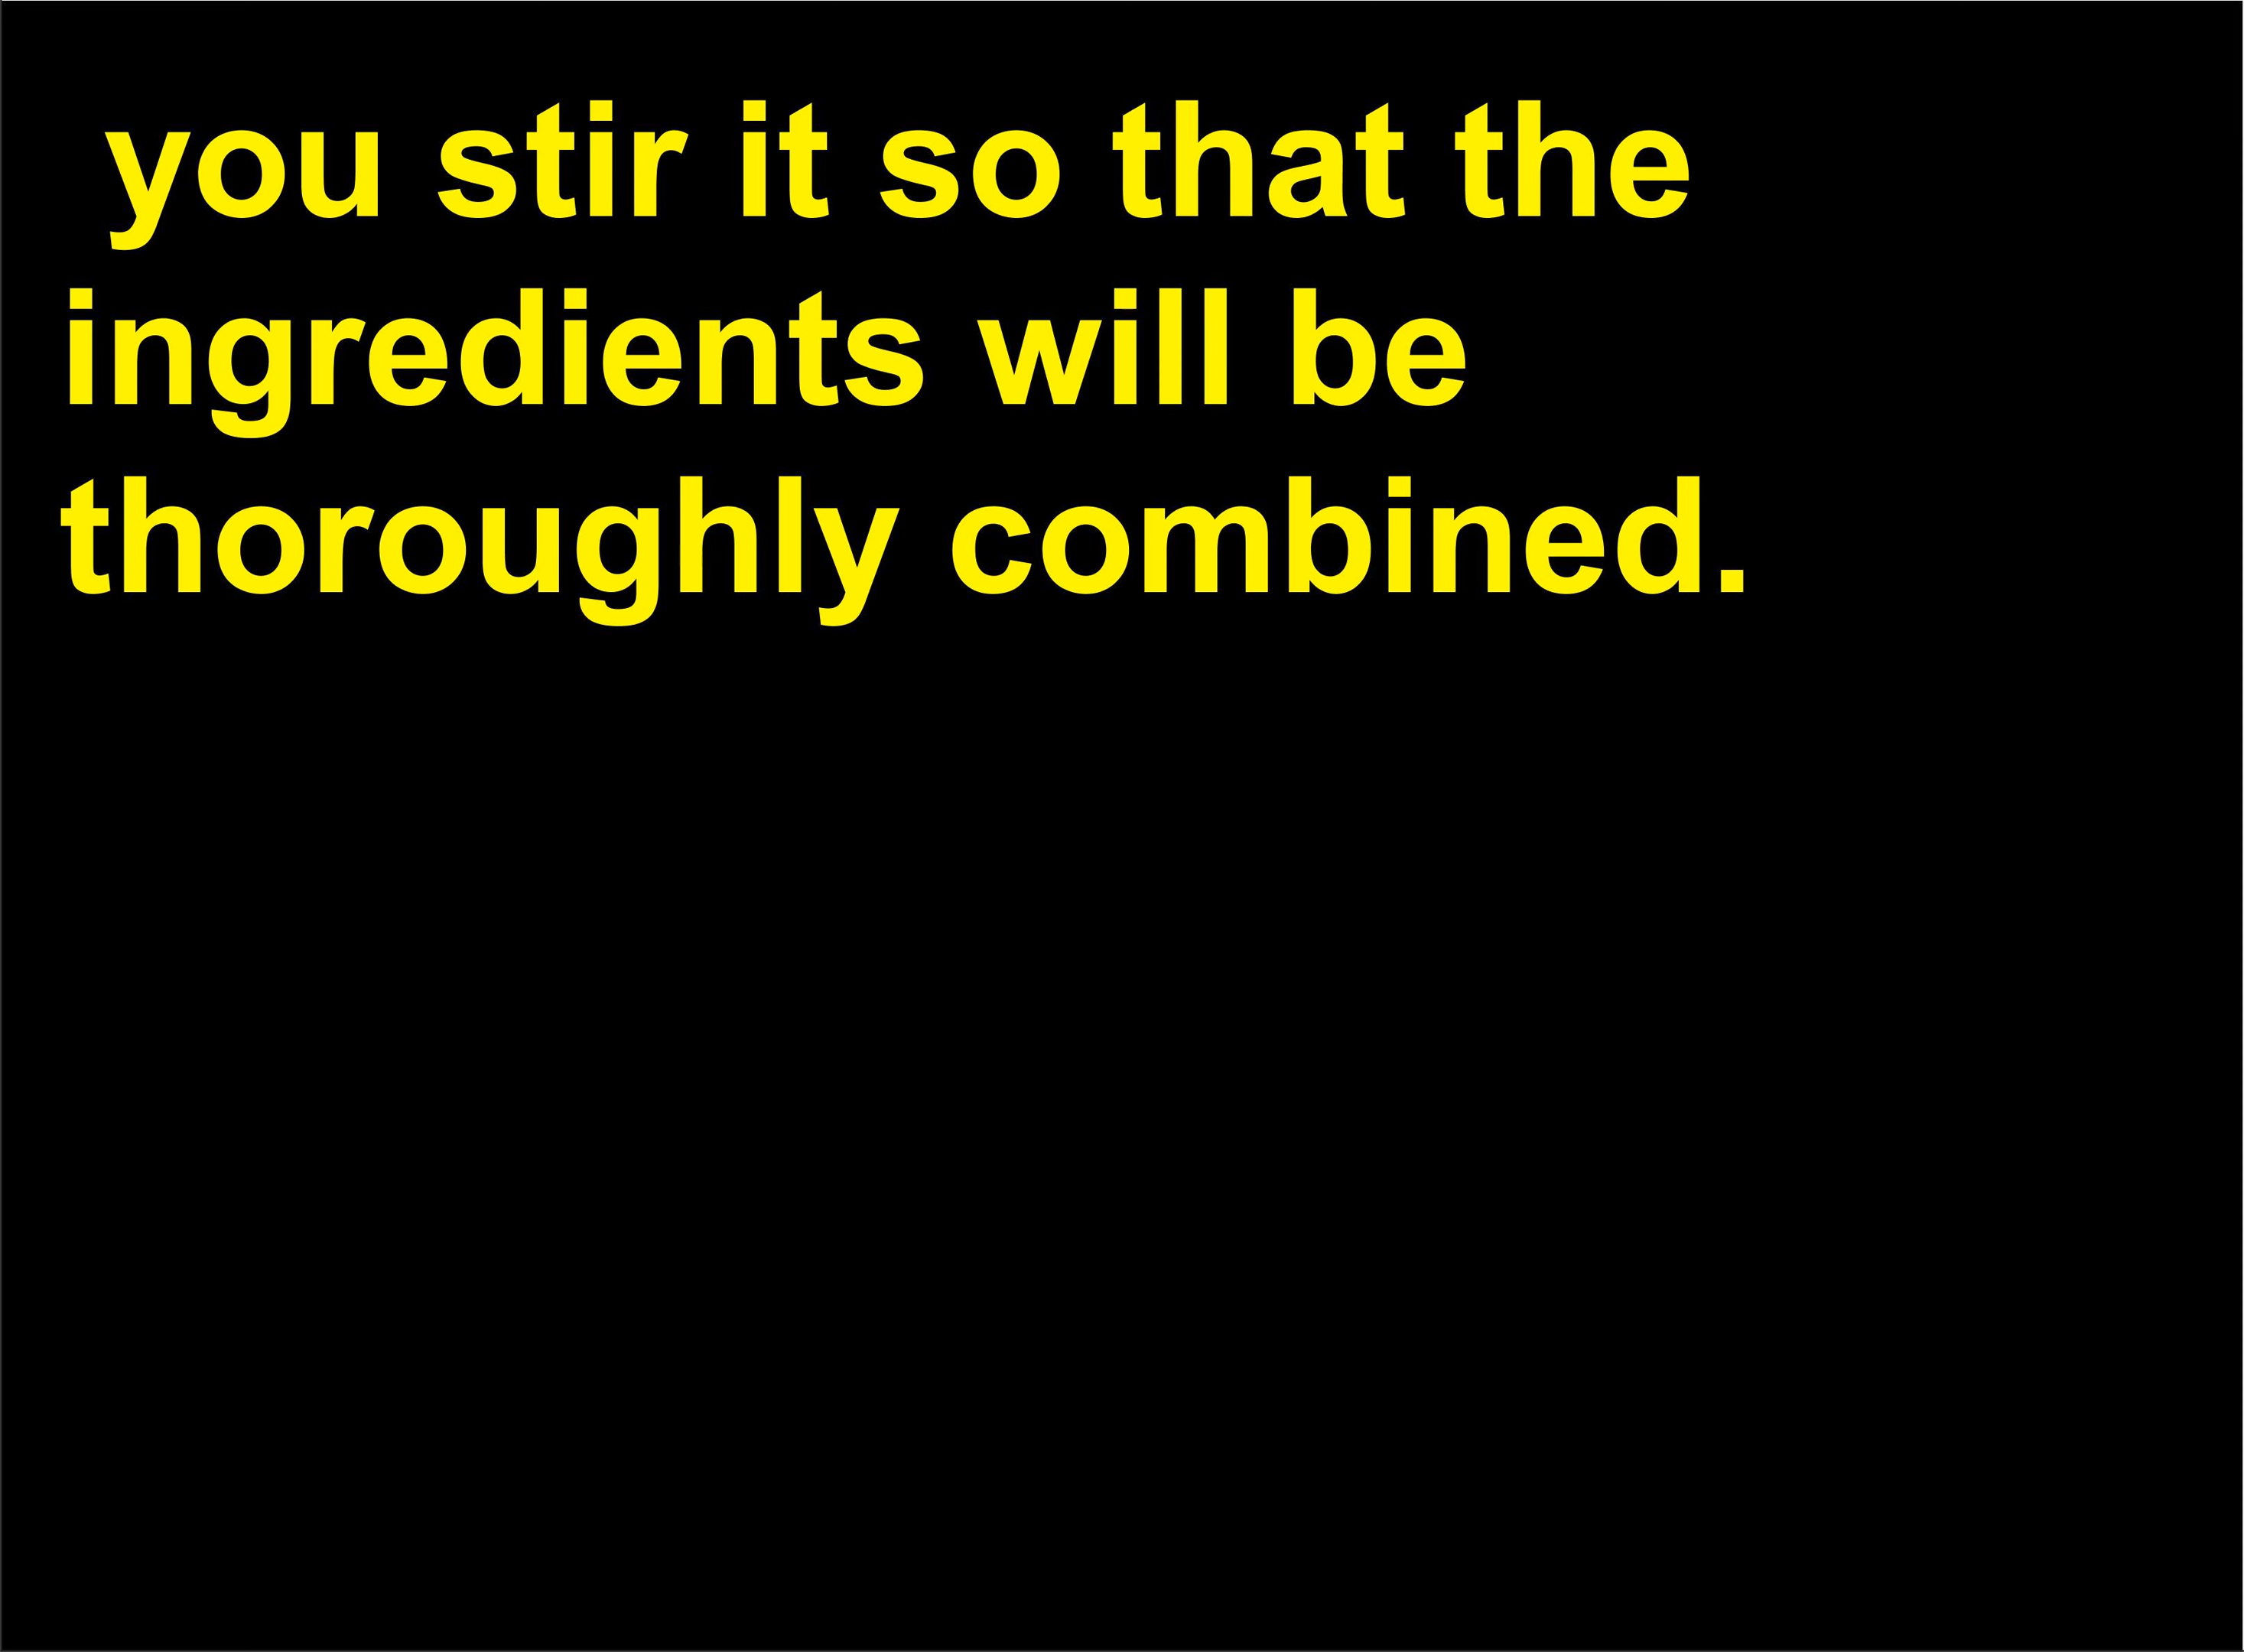 you stir it so that the
ingredients will be
thoroughly combined.